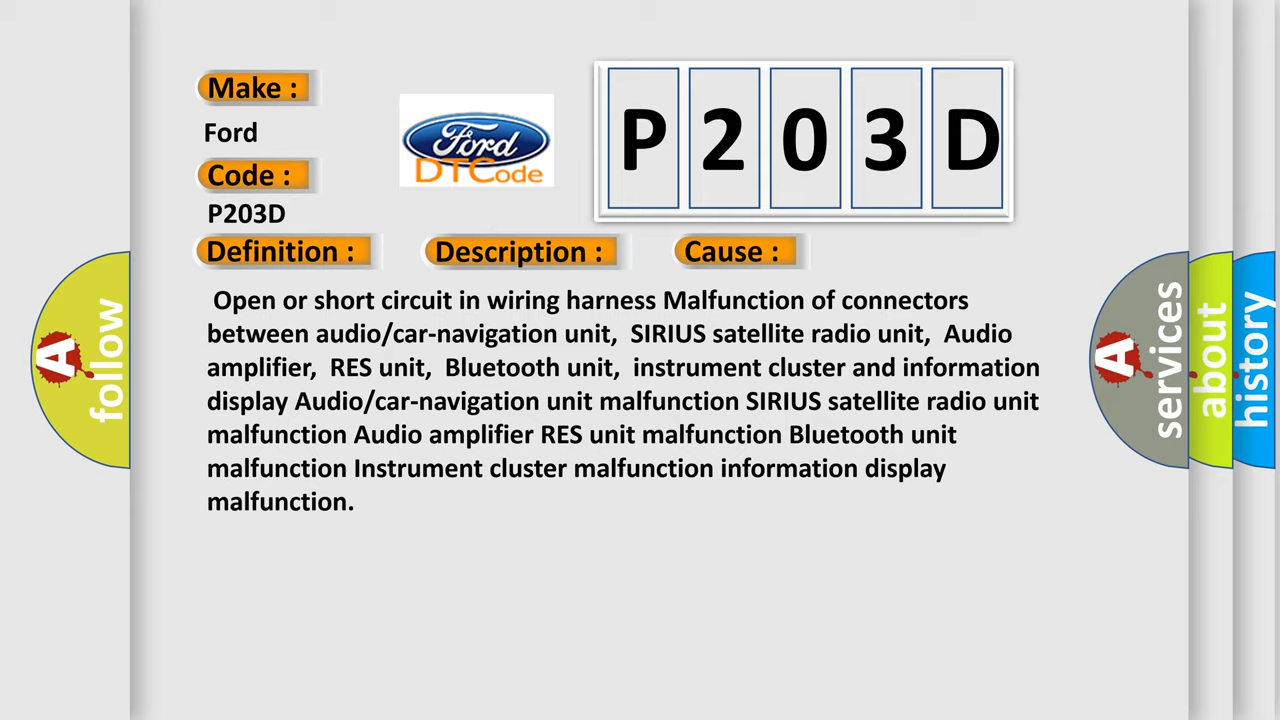 Make :
Ford
Code :
P203D
Ford
DTCode
P203D
Definition :
Description :
Cause :
Open or short circuit in wiring harness Malfunction of connectors
between audio/car-navigation unit, SIRIUS satellite radio unit, Audio
amplifier, RES unit, Bluetooth unit, instrument cluster and information
display Audio/car-navigation unit malfunction SIRIUS satellite radio unit
malfunction Audio amplifier RES unit malfunction Bluetooth unit
malfunction Instrument cluster malfunction information display
malfunction.
A
follow
A
services
about
history